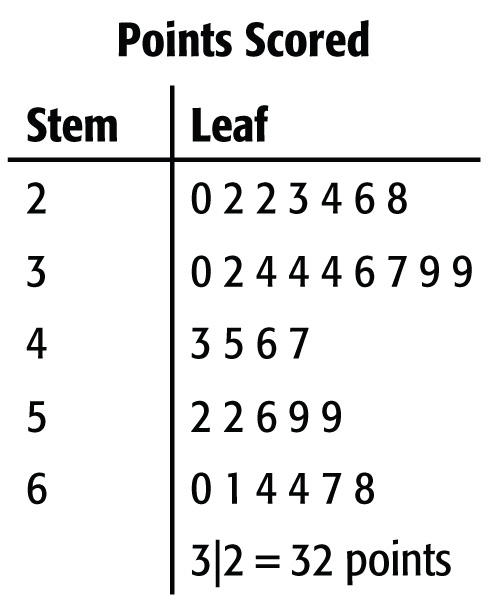 Points Scored
Stem Leaf
2 0 2 2 3 4 6 8
3 0 2 4 4 4 6 7 9 9
4 3 5 6 7
5 2 2 6 9 9
6 0 1 4 4 7 8
3|2 = 32 points